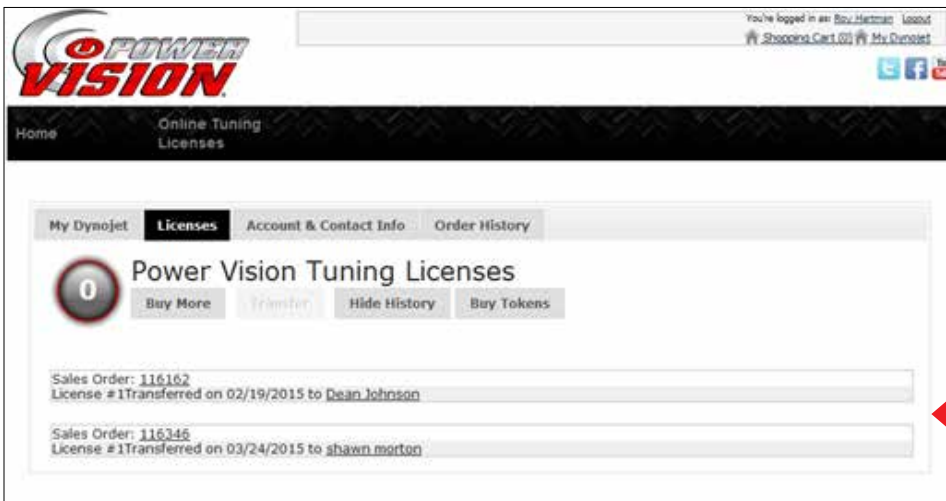 You're logged in as: Roy Hartman Logout
Shopping Cart (0) My Dynojet
POWER
VISION
Home
Online Tuning
Licenses
My Dynojet Licenses Account & Contact Info Order History
0
Power Vision Tuning Licenses
Buy More Transfer Hide History Buy Tokens
Sales Order: 116162
License #1Transferred on 02/19/2015 to Dean Johnson
Sales Order: 116346
License #1Transferred on 03/24/2015 to shawn morton